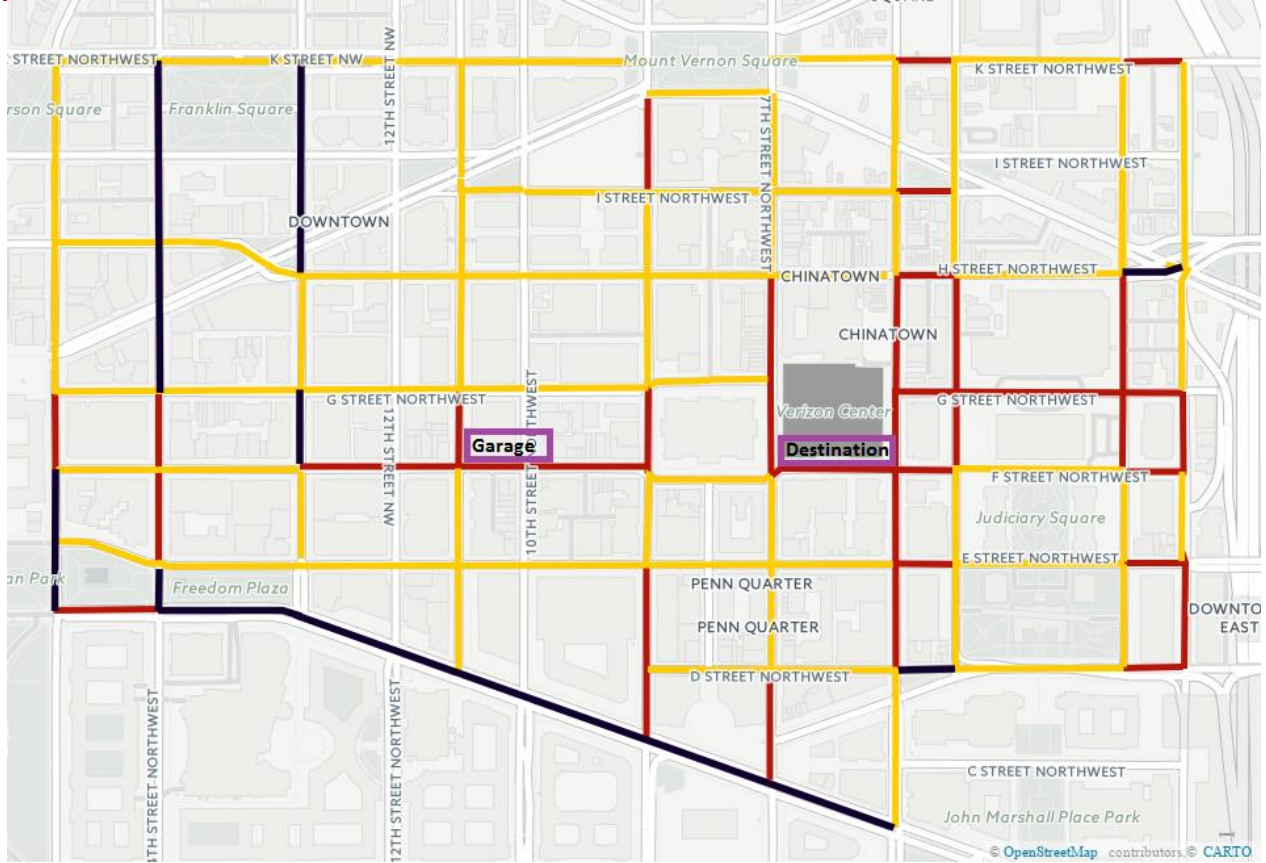 STREET NORTHWEST
K STREET NW
12TH STREET NW
Mount Vernon Square
K STREET NORTHWEST
rson Square
Franklin Square
7TH STREET NORTHWEST
I STREET NORTHWEST
I STREET NORTHWEST
DOWNTOWN
CHINATOWN
H STREET NORTHWEST
CHINATOWN
G STREET NORTHWEST
10TH STREET NORTHWEST
Verizon Center
G STREET NORTHWEST
12TH STREET NW
Garage
Destination
F STREET NORTHWEST
Judiciary Square
E STREET NORTHWEST
an Park
Freedom Plaza
PENN QUARTER
PENN QUARTER
DOWNTO
EAST
D STREET NORTHWEST
4TH STREET NORTHWEST
12TH STREET NORTHWEST
C STREET NORTHWEST
John Marshall Place Park
© OpenStreetMap contributors © CARTO